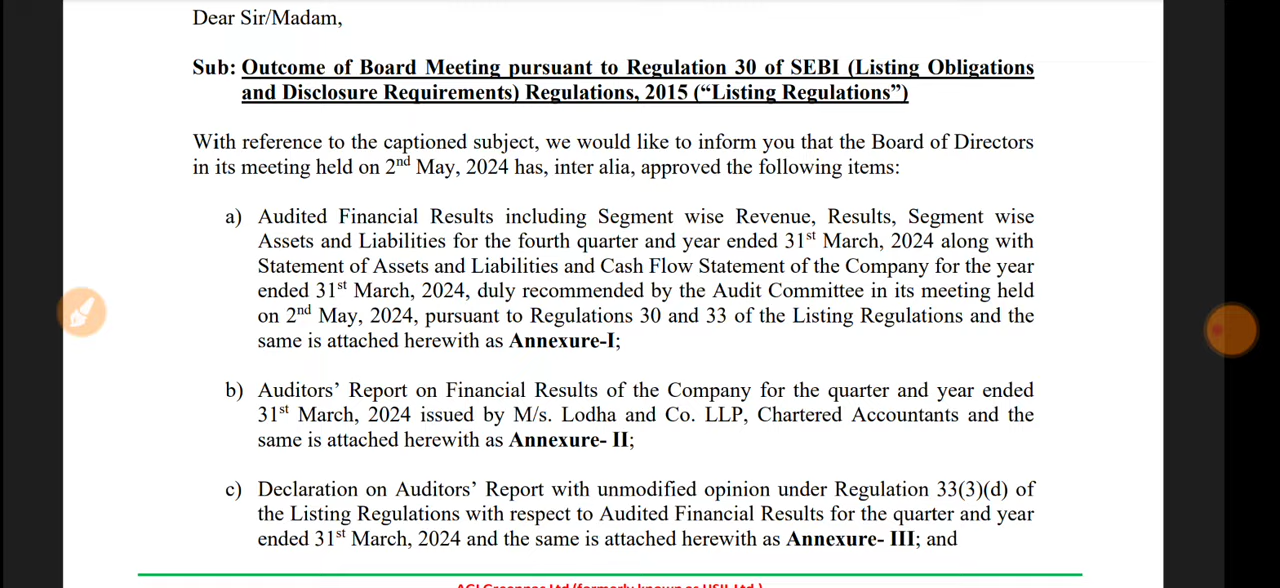 Dear Sir/Madam,
Sub: Outcome of Board Meeting pursuant to Regulation 30 of SEBI (Listing Obligations
and Disclosure Requirements) Regulations, 2015 (“Listing Regulations”)
With reference to the captioned subject, we would like to inform you that the Board of Directors
in its meeting held on 2nd May, 2024 has, inter alia, approved the following items:
a) Audited Financial Results including Segment wise Revenue, Results, Segment wise
Assets and Liabilities for the fourth quarter and year ended 31st March, 2024 along with
Statement of Assets and Liabilities and Cash Flow Statement of the Company for the year
ended 31st March, 2024, duly recommended by the Audit Committee in its meeting held
on 2nd May, 2024, pursuant to Regulations 30 and 33 of the Listing Regulations and the
same is attached herewith as Annexure-I;
b) Auditors’ Report on Financial Results of the Company for the quarter and year ended
31st March, 2024 issued by M/s. Lodha and Co. LLP, Chartered Accountants and the
same is attached herewith as Annexure- II;
c) Declaration on Auditors’ Report with unmodified opinion under Regulation 33(3)(d) of
the Listing Regulations with respect to Audited Financial Results for the quarter and year
ended 31st March, 2024 and the same is attached herewith as Annexure- III; and